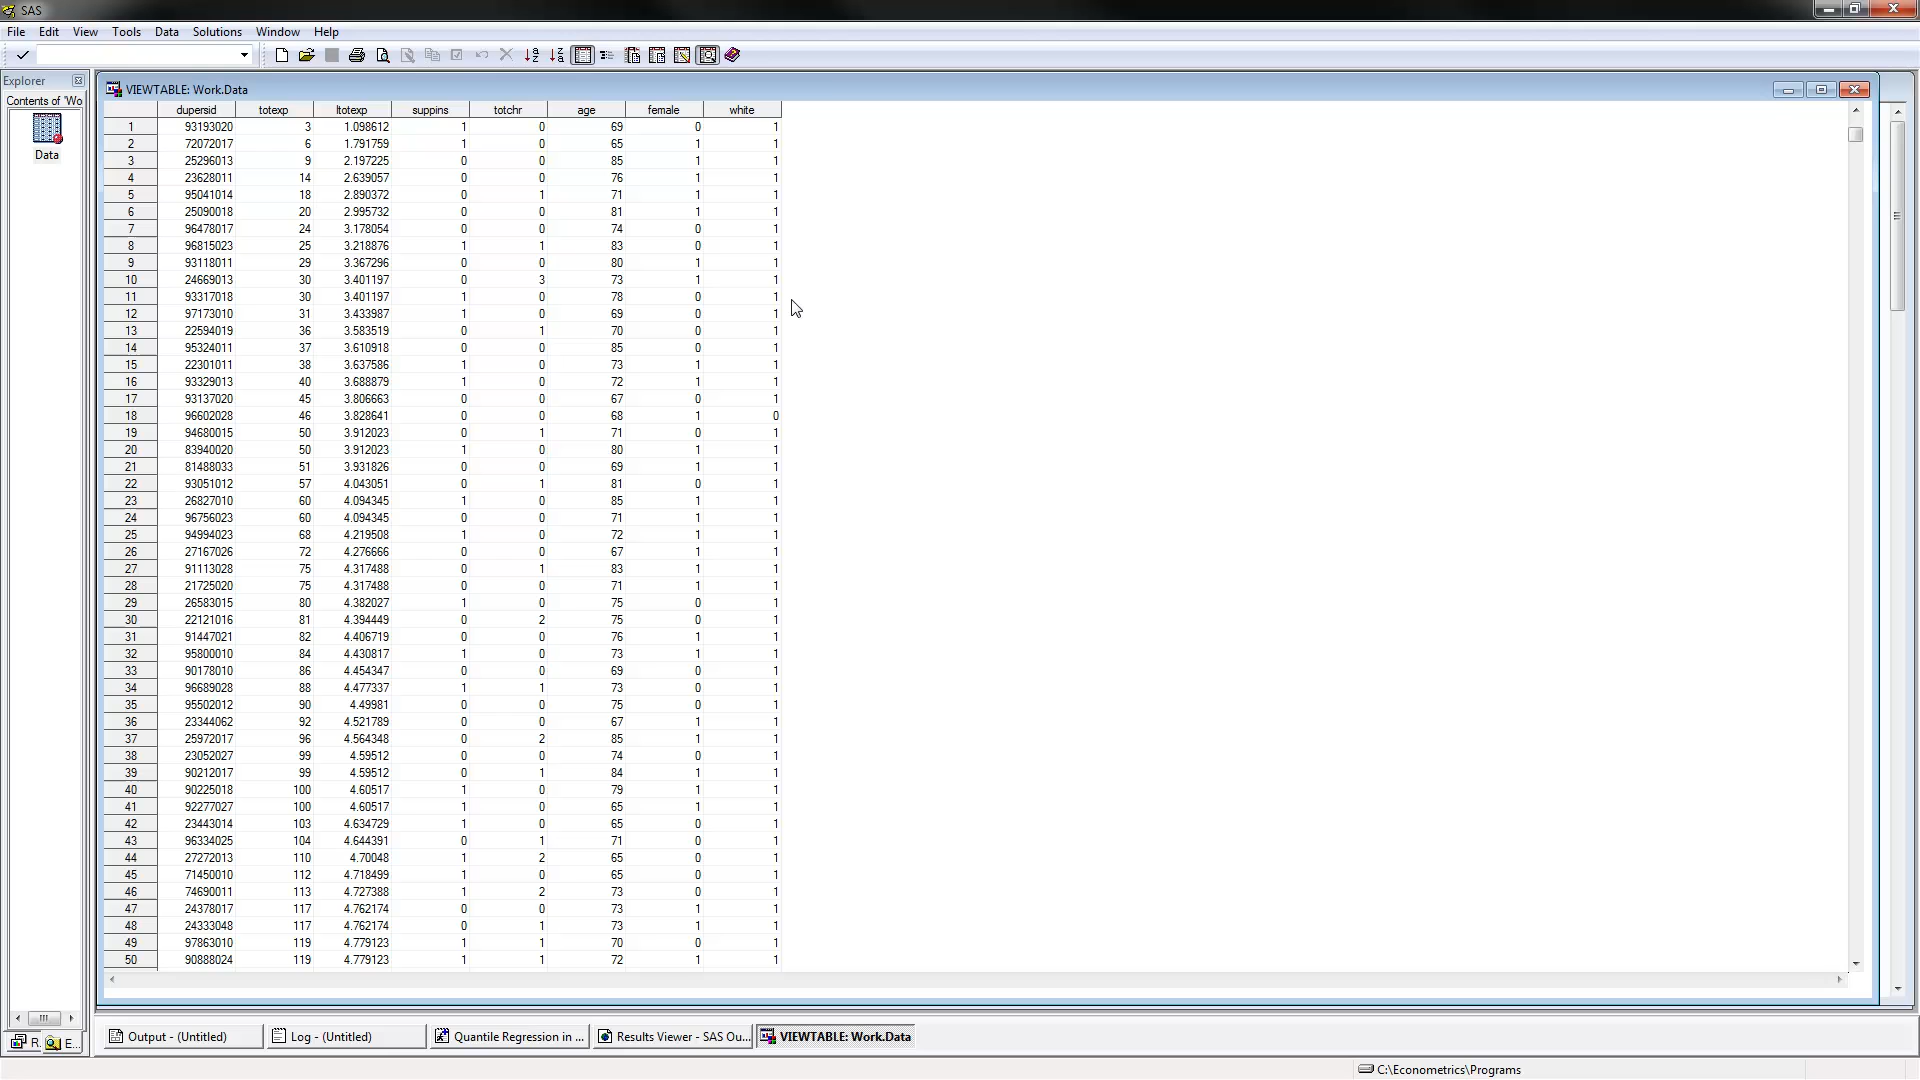 SAS
File Edit View Tools Data Solutions Window Help
Explorer
Contents of 'Wo
Data
VIEWTABLE: Work.Data
dupersid totexp ltotexp suppins totchr age female white
1 93193020 3 1.098612 1 0 69 0 1
2 72072017 6 1.791759 1 0 65 1 1
3 25296013 9 2.197225 0 0 85 1 1
4 23628011 14 2.639057 0 0 76 1 1
5 95041014 18 2.890372 0 1 71 1 1
6 25090018 20 2.995732 0 0 81 1 1
7 96478017 24 3.178054 0 0 74 0 1
8 96815023 25 3.218876 1 1 83 0 1
9 93118011 29 3.367296 0 0 80 1 1
10 24669013 30 3.401197 0 3 73 1 1
11 93317018 30 3.401197 1 0 78 0 1
12 97173010 31 3.433987 1 0 69 0 1
13 22594019 36 3.583519 0 1 70 0 1
14 95324011 37 3.610918 0 0 85 0 1
15 22301011 38 3.637586 1 0 73 1 1
16 93329013 40 3.688879 1 0 72 1 1
17 93137020 45 3.806663 0 0 67 0 1
18 96602028 46 3.828641 0 0 68 1 0
19 94680015 50 3.912023 0 1 71 0 1
20 83940020 50 3.912023 1 0 80 1 1
21 81488033 51 3.931826 0 0 69 1 1
22 93051012 57 4.043051 0 1 81 0 1
23 26827010 60 4.094345 1 0 85 1 1
24 96756023 60 4.094345 0 0 71 1 1
25 94994023 68 4.219508 1 0 72 1 1
26 27167026 72 4.276666 0 0 67 1 1
27 91113028 75 4.317488 0 1 83 1 1
28 21725020 75 4.317488 0 0 71 1 1
29 26583015 80 4.382027 1 0 75 0 1
30 22121016 81 4.394449 0 2 75 0 1
31 91447021 82 4.406719 0 0 76 1 1
32 95800010 84 4.430817 1 0 73 1 1
33 90178010 86 4.454347 0 0 69 0 1
34 96689028 88 4.477337 1 1 73 0 1
35 95502012 90 4.49981 0 0 75 0 1
36 23344062 92 4.521789 0 0 67 1 1
37 25972017 96 4.564348 0 2 85 1 1
38 23052027 99 4.59512 0 0 74 0 1
39 90212017 99 4.59512 0 1 84 1 1
40 90225018 100 4.60517 1 0 79 1 1
41 92277027 100 4.60517 1 0 65 1 1
42 23443014 103 4.634729 1 0 65 0 1
43 96334025 104 4.644391 0 1 71 0 1
44 27272013 110 4.70048 1 2 65 0 1
45 71450010 112 4.718499 1 0 65 0 1
46 74690011 113 4.727388 1 2 73 0 1
47 24378017 117 4.762174 0 0 73 1 1
48 24333048 117 4.762174 0 1 73 1 1
49 97863010 119 4.779123 1 1 70 0 1
50 90888024 119 4.779123 1 1 72 1 1
R. E...
Output - (Untitled) Log - (Untitled) Quantile Regression in ... Results Viewer - SAS Ou... VIEWTABLE: Work.Data
C:\Econometrics\Programs